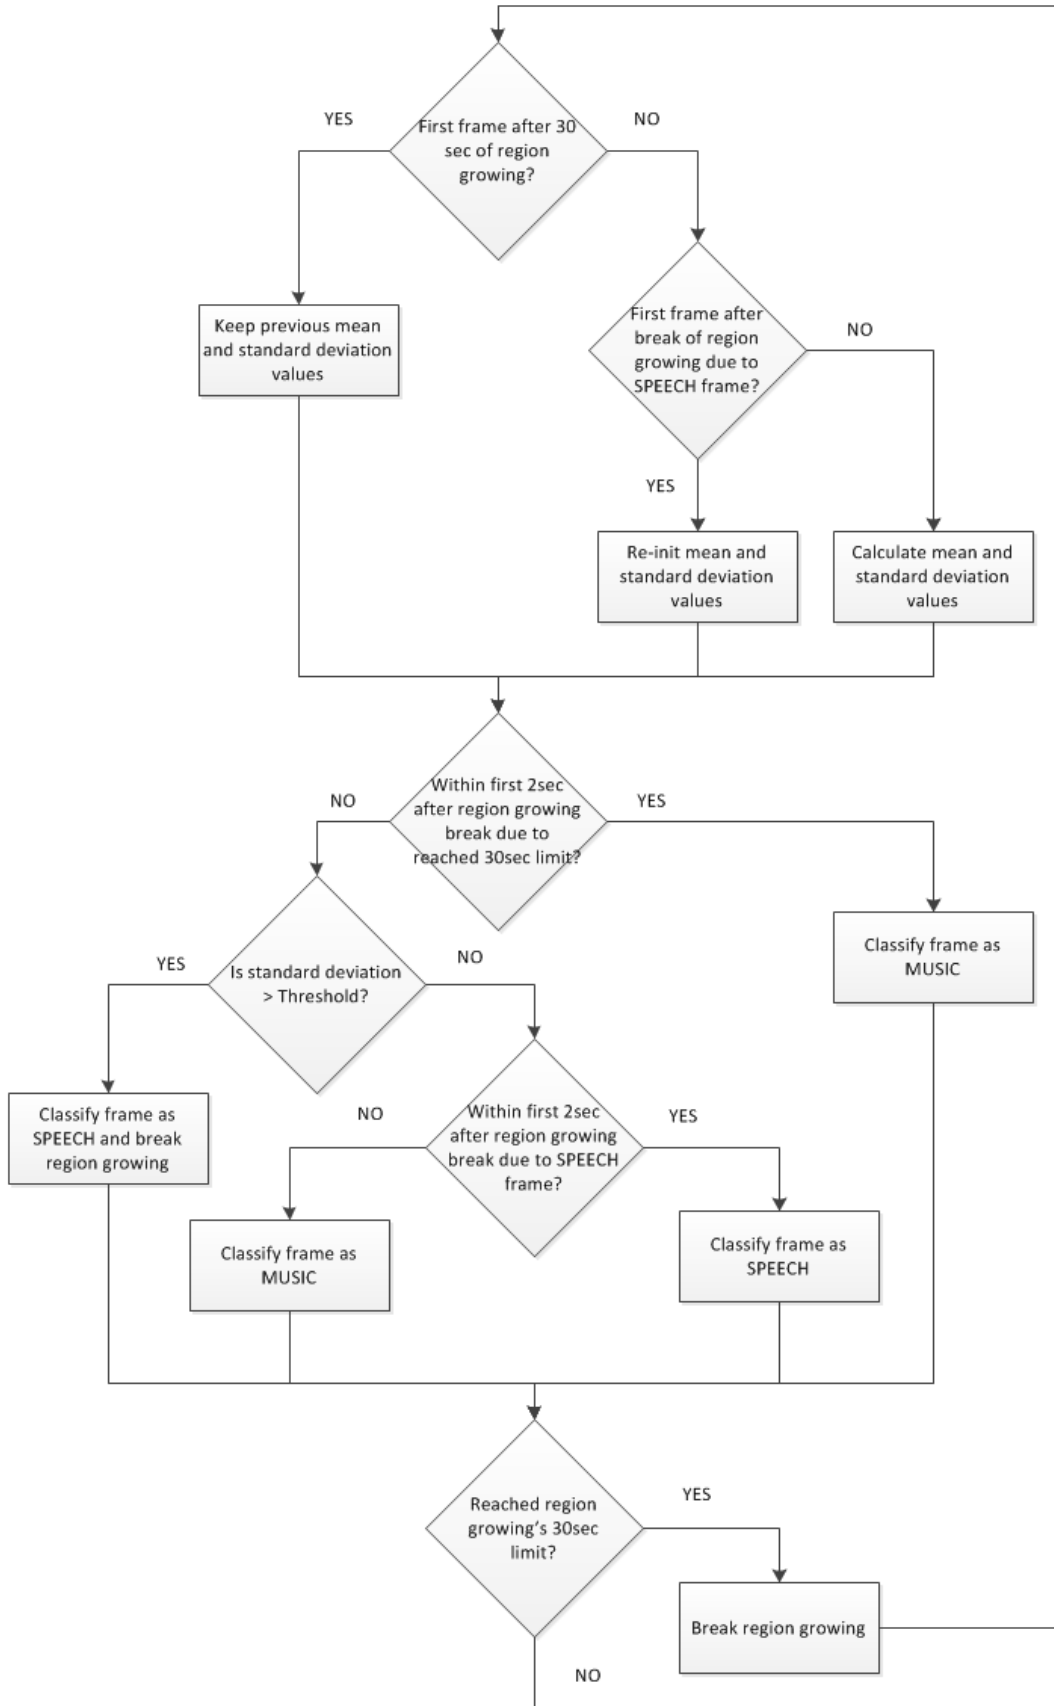 First frame after 30
sec of region
growing?
YES
NO
Keep previous mean
and standard deviation
values
First frame after
break of region
growing due to
SPEECH frame?
NO
YES
Re-init mean and
standard deviation
values
Calculate mean and
standard deviation
values
Within first 2sec
after region growing
break due to
reached 30sec limit?
NO
YES
Classify frame as
MUSIC
Is standard deviation
> Threshold?
YES
NO
Classify frame as
SPEECH and break
region growing
Within first 2sec
after region growing
break due to SPEECH
frame?
NO
YES
Classify frame as
MUSIC
Classify frame as
SPEECH
Reached region
growing's 30sec
limit?
YES
Break region growing
NO